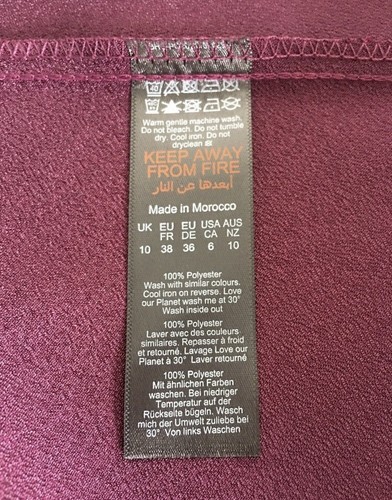 Warm gentle machine wash.
Do not bleach. Do not tumble
dry. Cool iron. Do not
dryclean
KEEP AWAY
FROM FIRE
أبعدها عن النار
Made in Morocco
UK EU EU USA AUS
FR DE CA NZ
10 38 36 6 10
100% Polyester
Wash with similar colours.
Cool iron on reverse. Love
our Planet wash me at 30°
Wash inside out
100% Polyester
Laver avec des couleurs
similaires. Repasser à froid
et retourné. Lavage Love our
Planet à 30° Laver retourné
100% Polyester
Mit ähnlichen Farben
waschen. Bei niedriger
Temperatur auf der
Rückseite bügeln. Wasch
mich der Umwelt zuliebe bei
30° Von links Waschen